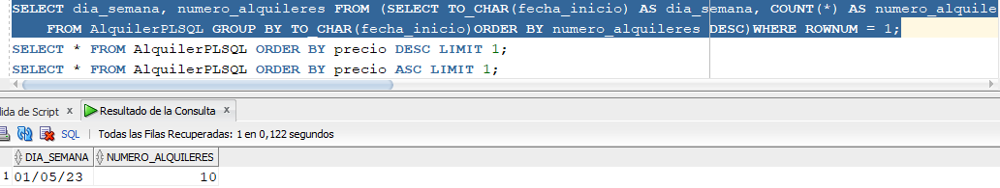 SELECT dia_semana, numero_alquileres FROM (SELECT TO_CHAR(fecha_inicio) AS dia_semana, COUNT(*) AS numero_alquile
FROM AlquilerPLSQL GROUP BY TO_CHAR(fecha_inicio)ORDER BY numero_alquileres DESC)WHERE ROWNUM = 1;
SELECT * FROM AlquilerPLSQL ORDER BY precio DESC LIMIT 1;
SELECT * FROM AlquilerPLSQL ORDER BY precio ASC LIMIT 1;
lida de Script x Resultado de la Consulta x
SQL | Todas las Filas Recuperadas: 1 en 0,122 segundos
DIA_SEMANA NUMERO_ALQUILERES
1 01/05/23 10